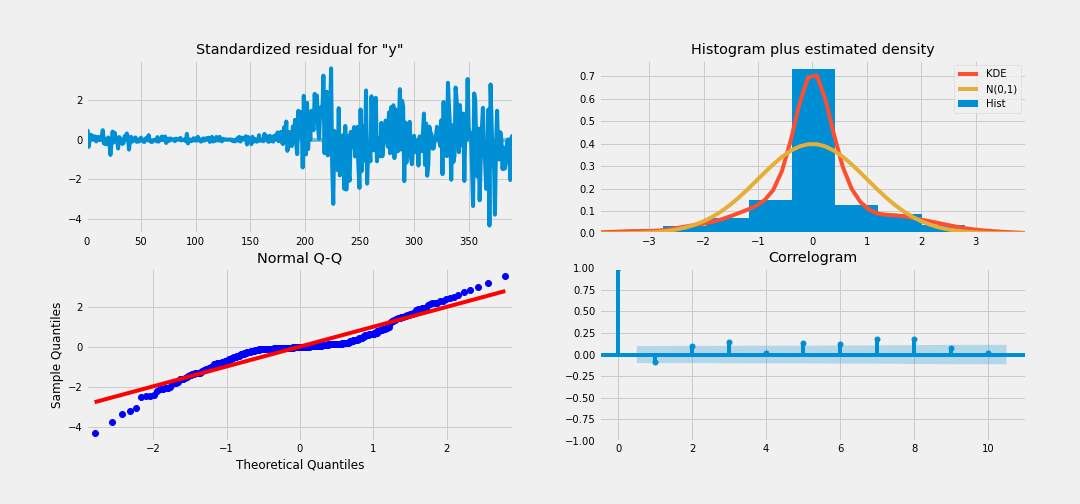 Standardized residual for "y"
2
0
−2
−4
0 50 100 150 200 250 300 350
Histogram plus estimated density
KDE
N(0,1)
Hist
0.7
0.6
0.5
0.4
0.3
0.2
0.1
0.0
−3 −2 −1 0 1 2 3
Normal Q-Q
Sample Quantiles
2
0
−2
−4
−2 −1 0 1 2
Theoretical Quantiles
Correlogram
1.00
0.75
0.50
0.25
0.00
−0.25
−0.50
−0.75
−1.00
0 2 4 6 8 10